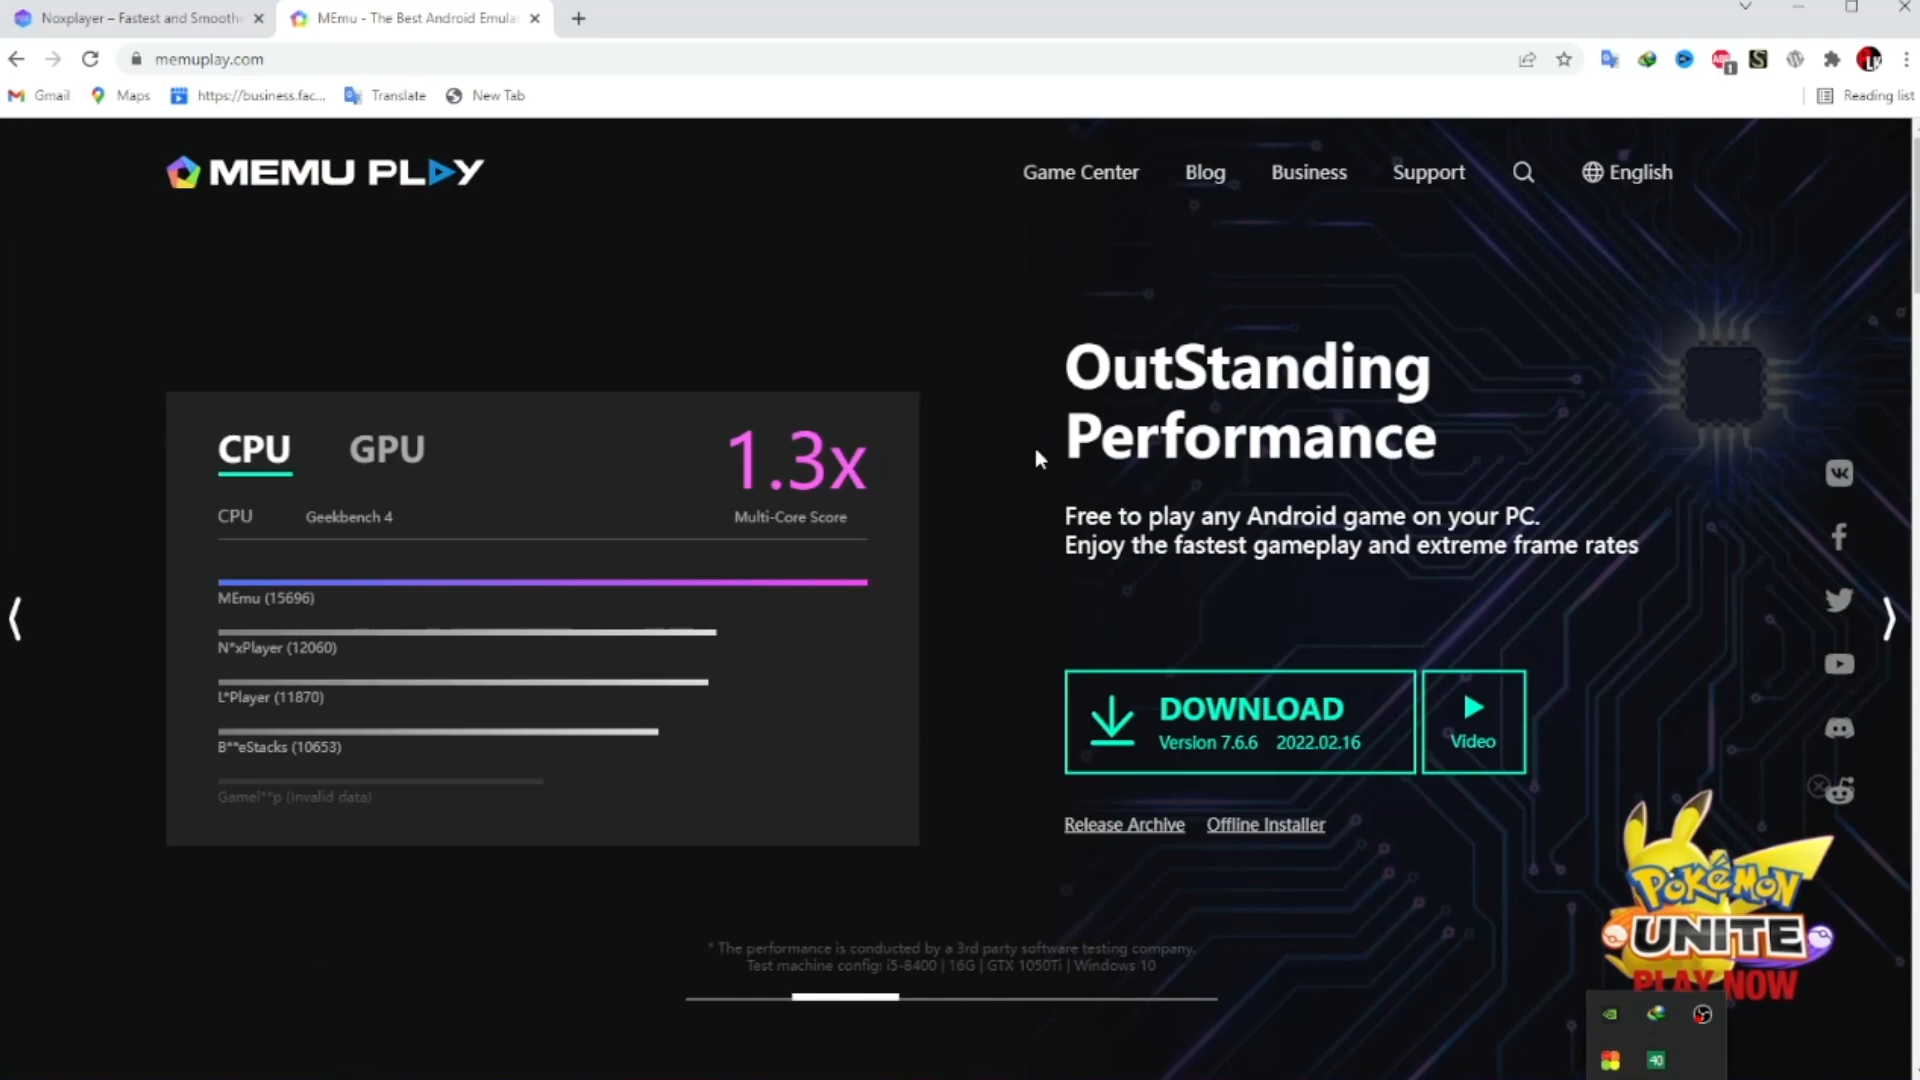 Noxplayer – Fastest and Smoothe
MEmu - The Best Android Emulat
memuplay.com
1
Gmail
Maps
https://business.fac...
Translate
New Tab
Reading list
MEMU PLAY
Game Center
Blog
Business
Support
English
OutStanding
Performance
CPU
GPU
1.3x
CPU
Geekbench 4
Multi-Core Score
Free to play any Android game on your PC.
Enjoy the fastest gameplay and extreme frame rates
MEmu (15696)
N*xPlayer (12060)
L*Player (11870)
B**eStacks (10653)
Gamel**p (Invalid data)
DOWNLOAD
Version 7.6.6 2022.02.16
Video
Release Archive
Offline Installer
POKéMON
UNITE
PLAY NOW
* The performance is conducted by a 3rd party software testing company.
Test machine config: i5-8400 | 16G | GTX 1050Ti | Windows 10
40